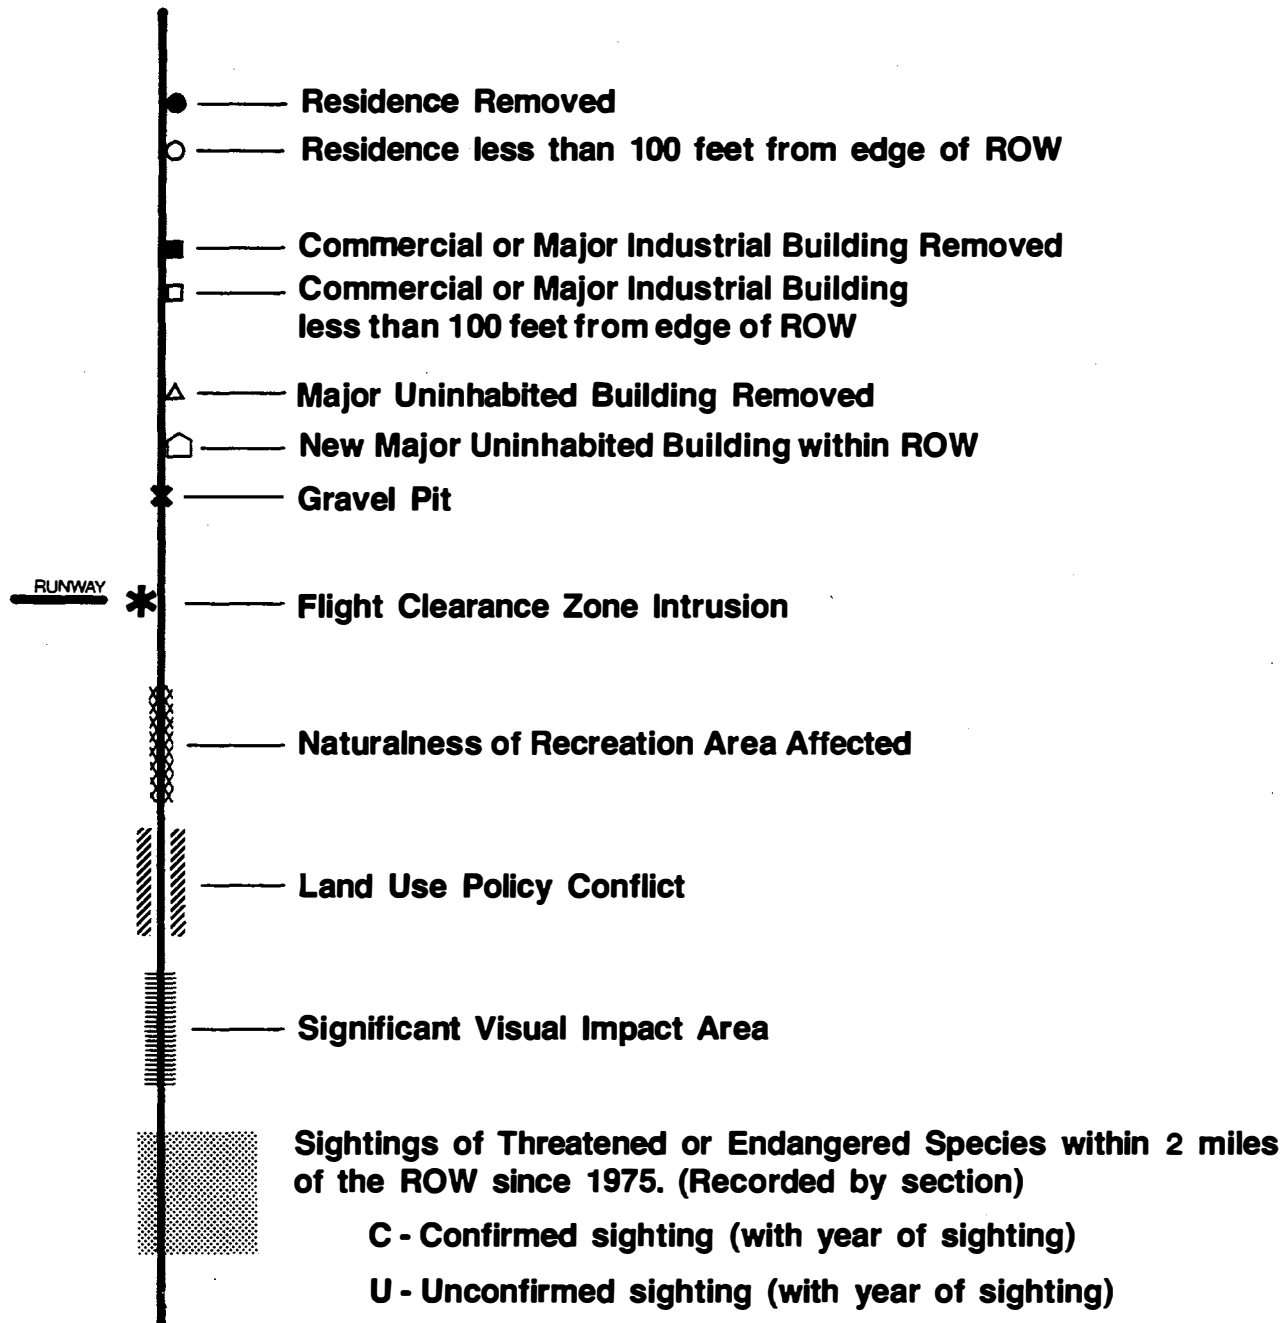 Residence Removed
Residence less than 100 feet from edge of ROW
Commercial or Major Industrial Building Removed
Commercial or Major Industrial Building
less than 100 feet from edge of ROW
Major Uninhabited Building Removed
New Major Uninhabited Building within ROW
Gravel Pit
RUNWAY
Flight Clearance Zone Intrusion
Naturalness of Recreation Area Affected
Land Use Policy Conflict
Significant Visual Impact Area
Sightings of Threatened or Endangered Species within 2 miles
of the ROW since 1975. (Recorded by section)
C - Confirmed sighting (with year of sighting)
U - Unconfirmed sighting (with year of sighting)